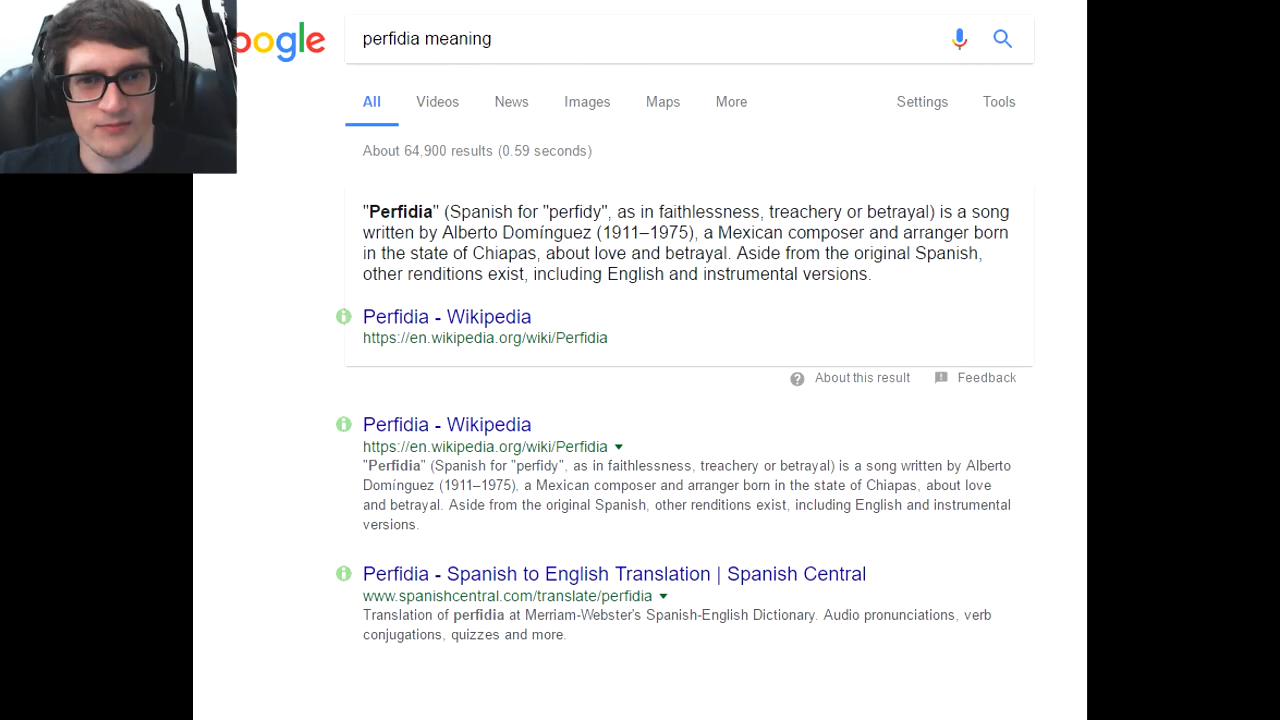 oogle
perfidia meaning
All Videos News Images Maps More Settings Tools
About 64,900 results (0.59 seconds)
"Perfidia" (Spanish for "perfidy", as in faithlessness, treachery or betrayal) is a song
written by Alberto Domínguez (1911–1975), a Mexican composer and arranger born
in the state of Chiapas, about love and betrayal. Aside from the original Spanish,
other renditions exist, including English and instrumental versions.
Perfidia - Wikipedia
https://en.wikipedia.org/wiki/Perfidia
About this result Feedback
Perfidia - Wikipedia
https://en.wikipedia.org/wiki/Perfidia
"Perfidia" (Spanish for "perfidy", as in faithlessness, treachery or betrayal) is a song written by Alberto
Domínguez (1911–1975), a Mexican composer and arranger born in the state of Chiapas, about love
and betrayal. Aside from the original Spanish, other renditions exist, including English and instrumental
versions.
Perfidia - Spanish to English Translation | Spanish Central
www.spanishcentral.com/translate/perfidia
Translation of perfidia at Merriam-Webster's Spanish-English Dictionary. Audio pronunciations, verb
conjugations, quizzes and more.